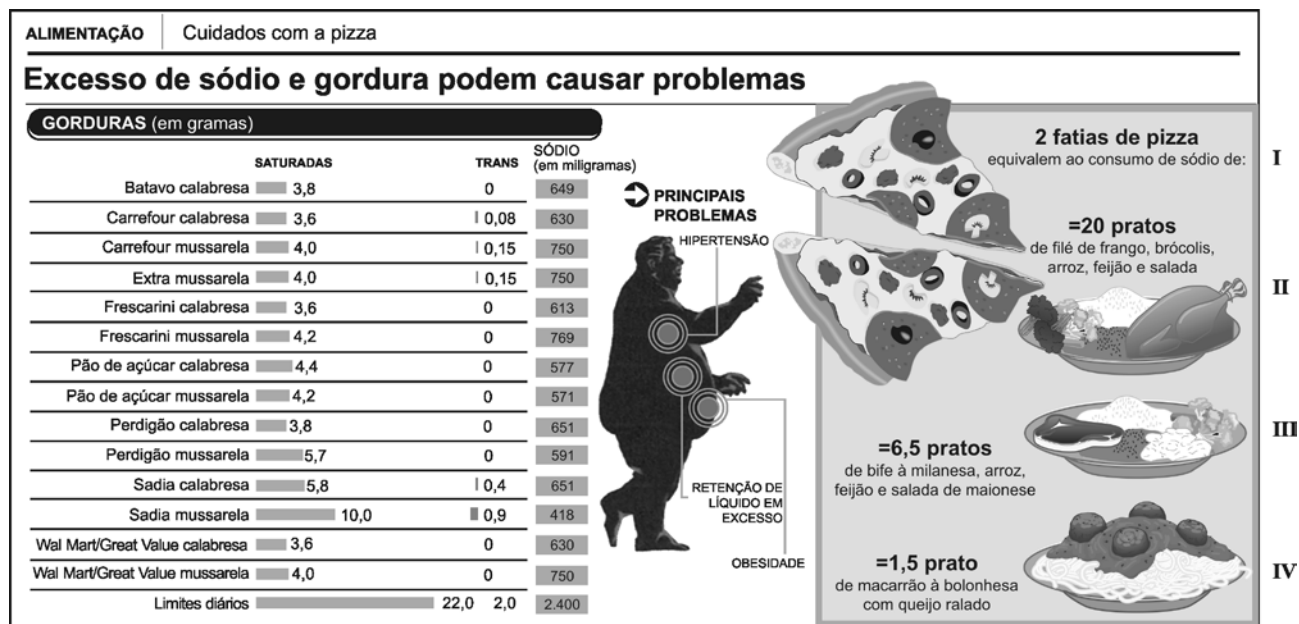 ALIMENTAÇÃO Cuidados com a pizza
Excesso de sódio e gordura podem causar problemas
GORDURAS (em gramas)
SATURADAS TRANS SÓDIO (em miligramas)
Batavo calabresa 3,8 0 649
Carrefour calabresa 3,6 0,08 630
Carrefour mussarela 4,0 0,15 750
Extra mussarela 4,0 0,15 750
Frescarini calabresa 3,6 0 613
Frescarini mussarela 4,2 0 769
Pão de açúcar calabresa 4,4 0 577
Pão de açúcar mussarela 4,2 0 571
Perdigão calabresa 3,8 0 651
Perdigão mussarela 5,7 0 591
Sadia calabresa 5,8 0,4 651
Sadia mussarela 10,0 0,9 418
Wal Mart/Great Value calabresa 3,6 0 630
Wal Mart/Great Value mussarela 4,0 0 750
Limites diários 22,0 2,0 2.400
PRINCIPAIS
PROBLEMAS
HIPERTENSÃO
RETENÇÃO DE
LÍQUIDO EM
EXCESSO
OBESIDADE
2 fatias de pizza
equivalem ao consumo de sódio de:
I
=20 pratos
de filé de frango, brócolis,
arroz, feijão e salada
II
=6,5 pratos
de bife à milanesa, arroz,
feijão e salada de maionese
III
=1,5 prato
de macarrão à bolonhesa
com queijo ralado
IV